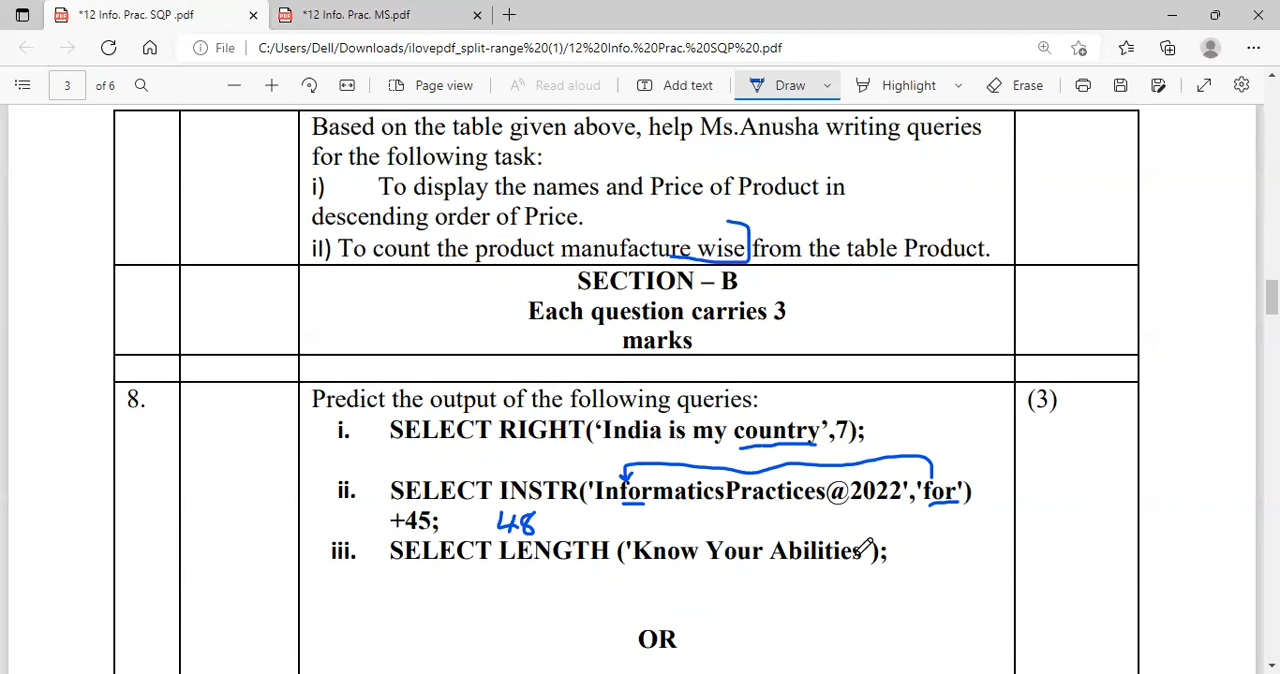 *12 Info. Prac. SQP .pdf
*12 Info. Prac. MS.pdf
File C:/Users/Dell/Downloads/ilovepdf_split-range%20(1)/12%20Info.%20Prac.%20SQP%20.pdf
3 of 6 Page view Read aloud Add text Draw Highlight Erase
Based on the table given above, help Ms.Anusha writing queries
for the following task:
i) To display the names and Price of Product in
descending order of Price.
iI) To count the product manufacture wise from the table Product.
SECTION – B
Each question carries 3
marks
8. Predict the output of the following queries: (3)
i. SELECT RIGHT(‘India is my country’,7);
ii. SELECT INSTR('InformaticsPractices@2022','for')
+45; 48
iii. SELECT LENGTH ('Know Your Abilities');
OR